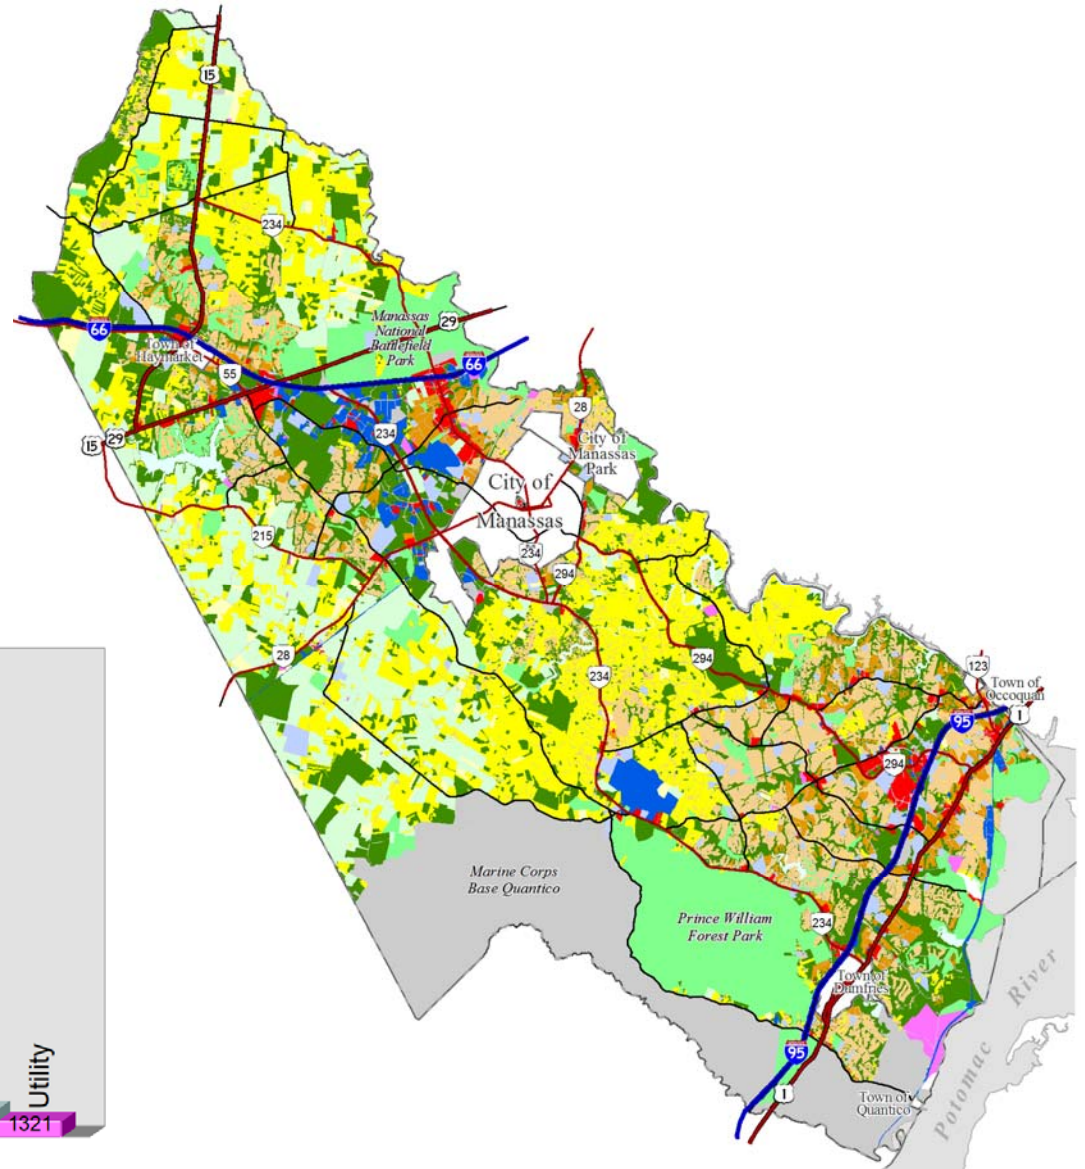 15
234
Manassas
National
Battlefield
Park
29
66
66
Town of
Haymarket
55
28
15
29
234
City of
Manassas
Park
City of
Manassas
234
294
215
28
234
294
123
Town of
Occoquan
1
95
294
Marine Corps
Base Quantico
Prince William
Forest Park
234
Town of
Dumfries
River
Potomac
95
1
Town of
Quantico
Utility
1321